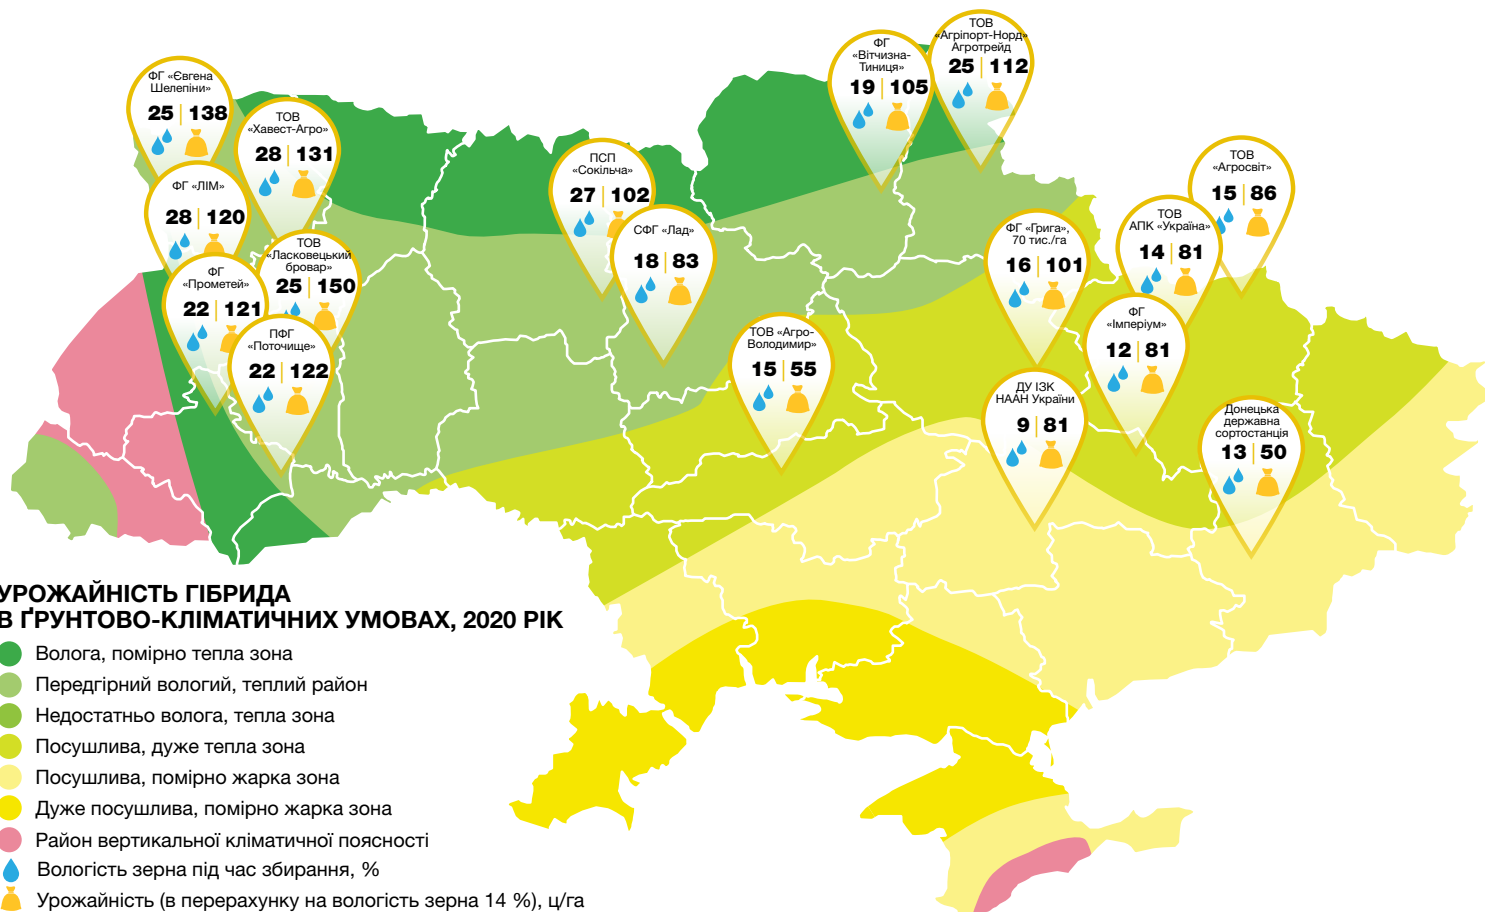 ФГ «Євгена
Шелепіни»
25 | 138
ТОВ
«Хавест-Агро»
28 | 131
ФГ «ЛІМ»
28 | 120
ТОВ
«Ласковецький
бровар»
25 | 150
ФГ
«Прометей»
22 | 121
ПФГ
«Поточище»
22 | 122
ПСП
«Сокільча»
27 | 102
СФГ «Лад»
18 | 83
ФГ
«Вітчизна-
Тиниця»
19 | 105
ТОВ
«Агріпорт-Норд»
Агротрейд
25 | 112
ТОВ
«Агросвіт»
15 | 86
ТОВ
АПК «Україна»
14 | 81
ФГ «Грига»,
70 тис./га
16 | 101
ФГ
«Імперіум»
12 | 81
ТОВ «Агро-
Володимир»
15 | 55
ДУ ІЗК
НААН України
9 | 81
Донецька
державна
сортостанція
13 | 50
УРОЖАЙНІСТЬ ГІБРИДА
В ҐРУНТОВО-КЛІМАТИЧНИХ УМОВАХ, 2020 РІК
Волога, помірно тепла зона
Передгірний вологий, теплий район
Недостатньо волога, тепла зона
Посушлива, дуже тепла зона
Посушлива, помірно жарка зона
Дуже посушлива, помірно жарка зона
Район вертикальної кліматичної поясності
Вологість зерна під час збирання, %
Урожайність (в перерахунку на вологість зерна 14 %), ц/га